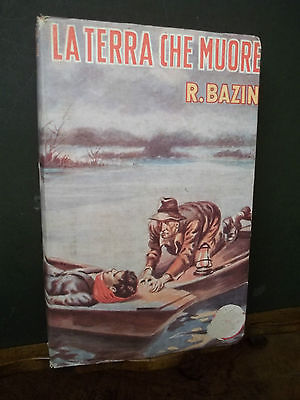 LA TERRA CHE MUORE
R. BAZIN